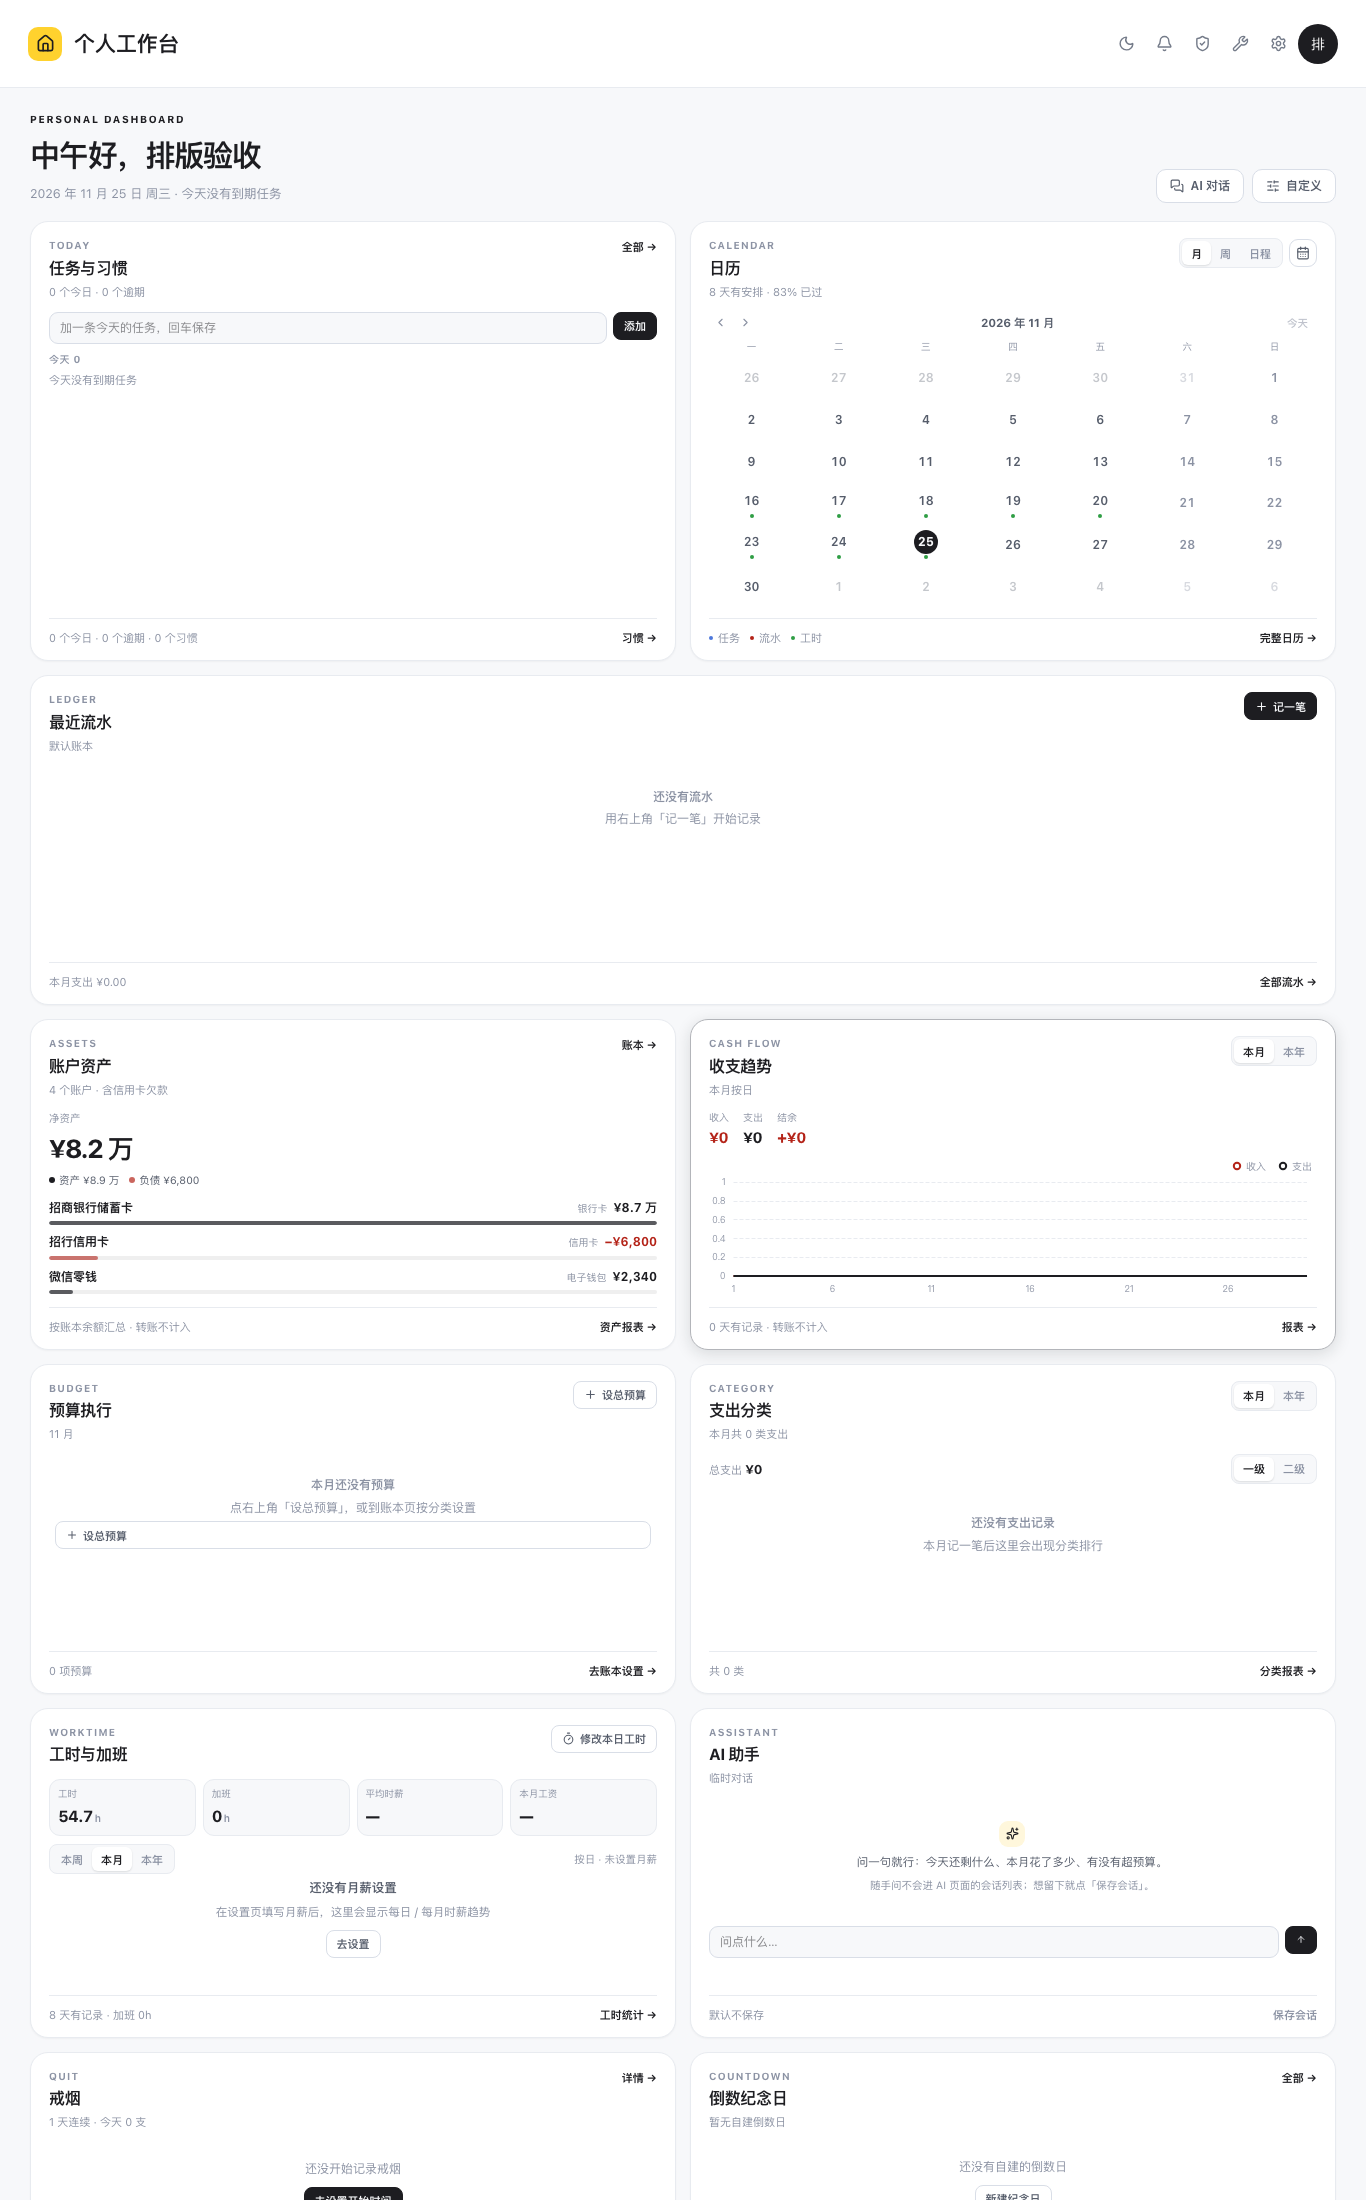 个人工作台
排
PERSONAL DASHBOARD
中午好，排版验收
2026 年 11 月 25 日 周三 · 今天没有到期任务
AI 对话
自定义
TODAY
全部 →
任务与习惯
0 个今日 · 0 个逾期
加一条今天的任务，回车保存
添加
今天 0
今天没有到期任务
0 个今日 · 0 个逾期 · 0 个习惯
习惯 →
CALENDAR
月 周 日程
日历
8 天有安排 · 83% 已过
2026 年 11 月
今天
一 二 三 四 五 六 日
26 27 28 29 30 31 1
2 3 4 5 6 7 8
9 10 11 12 13 14 15
16 17 18 19 20 21 22
23 24 25 26 27 28 29
30 1 2 3 4 5 6
任务 流水 工时
完整日历 →
LEDGER
记一笔
最近流水
默认账本
还没有流水
用右上角「记一笔」开始记录
本月支出 ¥0.00
全部流水 →
ASSETS
账本 →
账户资产
4 个账户 · 含信用卡欠款
净资产
¥8.2 万
资产 ¥8.9 万 负债 ¥6,800
招商银行储蓄卡 银行卡 ¥8.7 万
招行信用卡 信用卡 −¥6,800
微信零钱 电子钱包 ¥2,340
按账本余额汇总 · 转账不计入
资产报表 →
CASH FLOW
本月 本年
收支趋势
本月按日
收入 支出 结余
¥0 ¥0 +¥0
收入 支出
1
0.8
0.6
0.4
0.2
0
1 6 11 16 21 26
0 天有记录 · 转账不计入
报表 →
BUDGET
设总预算
预算执行
11 月
本月还没有预算
点右上角「设总预算」，或到账本页按分类设置
设总预算
0 项预算
去账本设置 →
CATEGORY
本月 本年
支出分类
本月共 0 类支出
总支出 ¥0
一级 二级
还没有支出记录
本月记一笔后这里会出现分类排行
共 0 类
分类报表 →
WORKTIME
修改本日工时
工时与加班
工时 加班 平均时薪 本月工资
54.7 h 0 h — —
本周 本月 本年
按日 · 未设置月薪
还没有月薪设置
在设置页填写月薪后，这里会显示每日 / 每月时薪趋势
去设置
8 天有记录 · 加班 0h
工时统计 →
ASSISTANT
AI 助手
临时对话
问一句就行：今天还剩什么、本月花了多少、有没有超预算。
随手问不会进 AI 页面的会话列表；想留下就点「保存会话」。
问点什么...
默认不保存
保存会话
QUIT
详情 →
戒烟
1 天连续 · 今天 0 支
还没开始记录戒烟
去设置开始时间
COUNTDOWN
全部 →
倒数纪念日
暂无自建倒数日
还没有自建的倒数日
新建纪念日